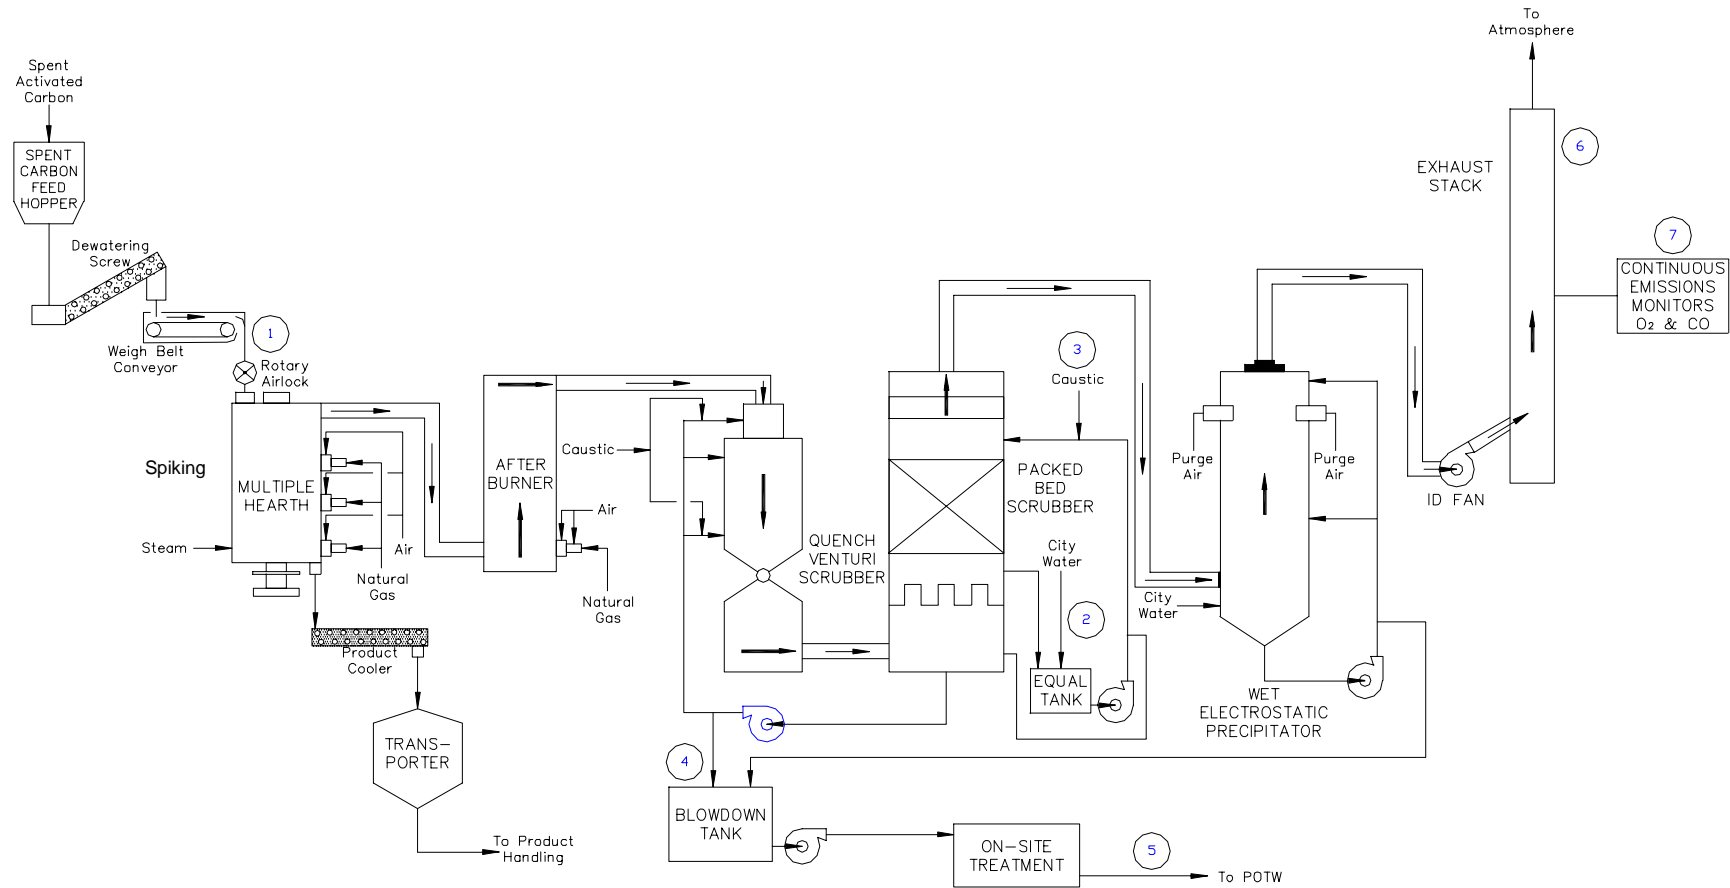 To
Atmosphere
Spent
Activated
Carbon
SPENT
CARBON
FEED
HOPPER
Dewatering
Screw
Weigh Belt
Conveyor
1
Rotary
Airlock
Spiking
MULTIPLE
HEARTH
Steam
Air
Natural
Gas
Product
Cooler
TRANS-
PORTER
To Product
Handling
AFTER
BURNER
Air
Natural
Gas
Caustic
QUENCH
VENTURI
SCRUBBER
3
Caustic
PACKED
BED
SCRUBBER
City
Water
2
EQUAL
TANK
4
BLOWDOWN
TANK
ON-SITE
TREATMENT
5
To POTW
Purge
Air
Purge
Air
City
Water
WET
ELECTROSTATIC
PRECIPITATOR
ID FAN
EXHAUST
STACK
6
7
CONTINUOUS
EMISSIONS
MONITORS
O2 & CO